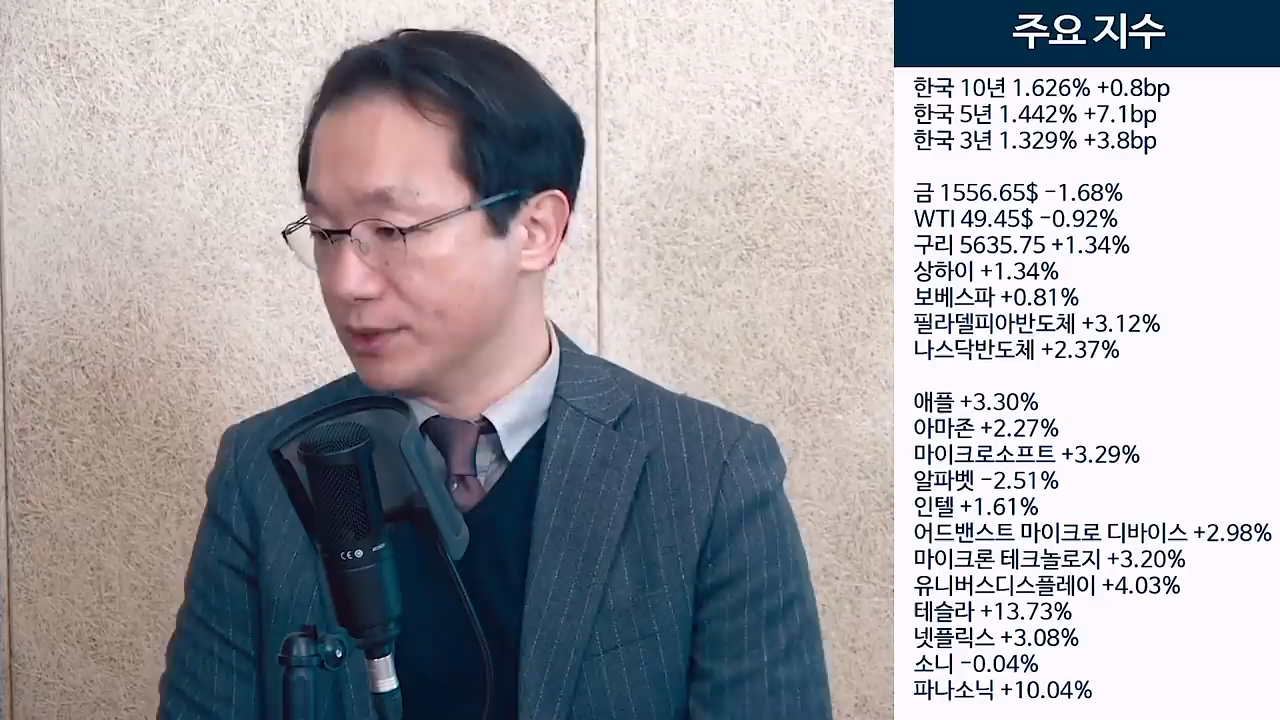 주요 지수
한국 10년 1.626% +0.8bp
한국 5년 1.442% +7.1bp
한국 3년 1.329% +3.8bp
금 1556.65$ −1.68%
WTI 49.45$ −0.92%
구리 5635.75 +1.34%
상하이 +1.34%
보베스파 +0.81%
필라델피아반도체 +3.12%
나스닥반도체 +2.37%
애플 +3.30%
아마존 +2.27%
마이크로소프트 +3.29%
알파벳 −2.51%
인텔 +1.61%
어드밴스트 마이크로 디바이스 +2.98%
마이크론 테크놀로지 +3.20%
유니버스디스플레이 +4.03%
테슬라 +13.73%
넷플릭스 +3.08%
소니 −0.04%
파나소닉 +10.04%
CE